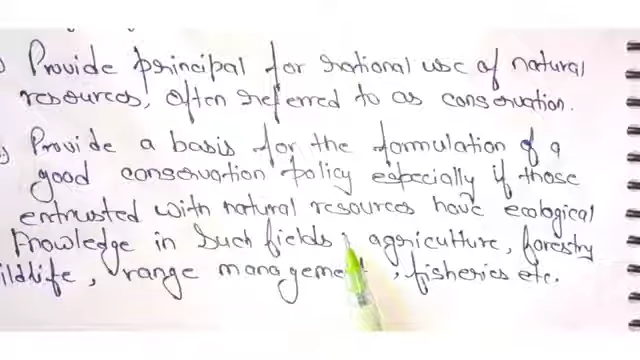 Provide principal for rational use of natural
resources, often referred to as conservation.
Provide a basis for the formulation of a
good conservation policy especially if those
entrusted with natural resources have ecological
knowledge in such fields; agriculture, forestry
ildlife, range management, fisheries etc.